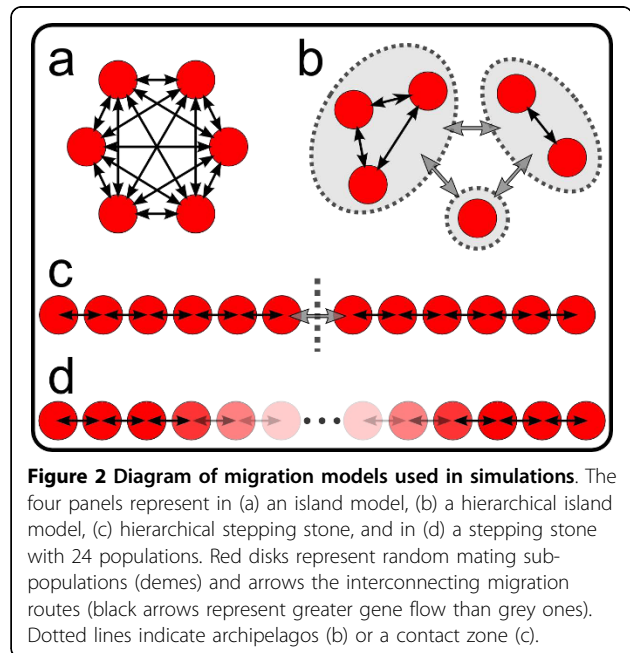 a
b
c
d
Figure 2 Diagram of migration models used in simulations. The
four panels represent in (a) an island model, (b) a hierarchical island
model, (c) hierarchical stepping stone, and in (d) a stepping stone
with 24 populations. Red disks represent random mating sub-
populations (demes) and arrows the interconnecting migration
routes (black arrows represent greater gene flow than grey ones).
Dotted lines indicate archipelagos (b) or a contact zone (c).